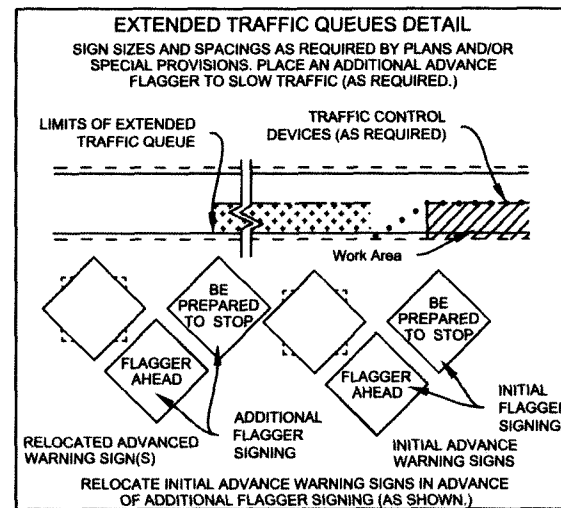 EXTENDED TRAFFIC QUEUES DETAIL
SIGN SIZES AND SPACINGS AS REQUIRED BY PLANS AND/OR
SPECIAL PROVISIONS. PLACE AN ADDITIONAL ADVANCE
FLAGGER TO SLOW TRAFFIC (AS REQUIRED.)
LIMITS OF EXTENDED
TRAFFIC QUEUE
TRAFFIC CONTROL
DEVICES (AS REQUIRED)
Work Area
BE
PREPARED
TO STOP
FLAGGER
AHEAD
BE
PREPARED
TO STOP
FLAGGER
AHEAD
RELOCATED ADVANCED
WARNING SIGN(S)
ADDITIONAL
FLAGGER
SIGNING
INITIAL ADVANCE
WARNING SIGNS
INITIAL
FLAGGER
SIGNING
RELOCATE INITIAL ADVANCE WARNING SIGNS IN ADVANCE
OF ADDITIONAL FLAGGER SIGNING (AS SHOWN.)